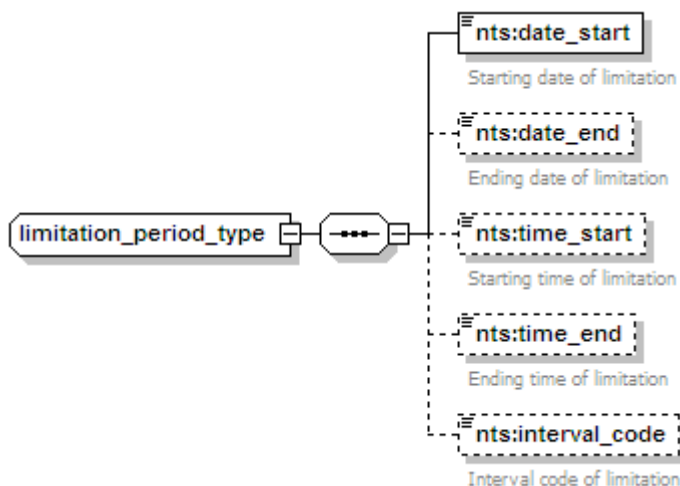 nts:date_start
Starting date of limitation
nts:date_end
Ending date of limitation
limitation_period_type
nts:time_start
Starting time of limitation
nts:time_end
Ending time of limitation
nts:interval_code
Interval code of limitation